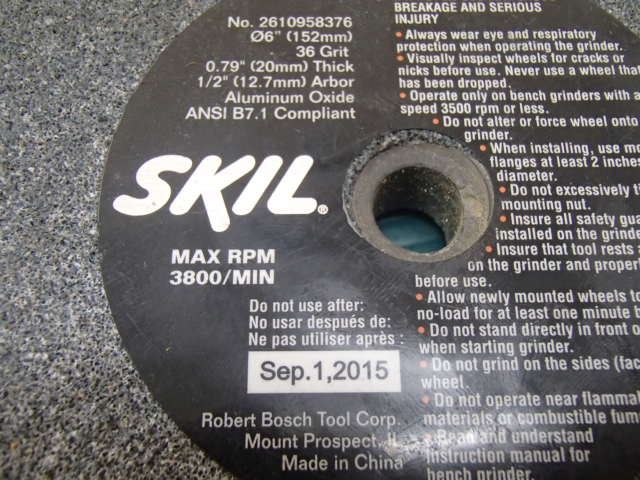 No. 2610958376
Ø6" (152mm)
36 Grit
0.79" (20mm) Thick
1/2" (12.7mm) Arbor
Aluminum Oxide
ANSI B7.1 Compliant
SKIL®
MAX RPM
3800/MIN
Do not use after:
No usar después de:
Ne pas utiliser après :
Sep.1,2015
Robert Bosch Tool Corp.
Mount Prospect, IL
Made in China
BREAKAGE AND SERIOUS
INJURY
• Always wear eye and respiratory
protection when operating the grinder.
• Visually inspect wheels for cracks or
nicks before use. Never use a wheel that
has been dropped.
• Operate only on bench grinders with a
speed 3500 rpm or less.
• Do not alter or force wheel onto
grinder.
• When installing, use
flanges at least 2 inches
diameter.
• Do not excessively
mounting nut.
• Insure all safety
installed on the
• Insure that tool rests
on the grinder and
before use.
• Allow newly mounted wheels to
no-load for at least one minute
• Do not stand directly in front
when starting grinder.
• Do not grind on the sides
wheel.
• Do not operate near
materials or combustible
• Read and understand
instruction manual for
bench grinder.